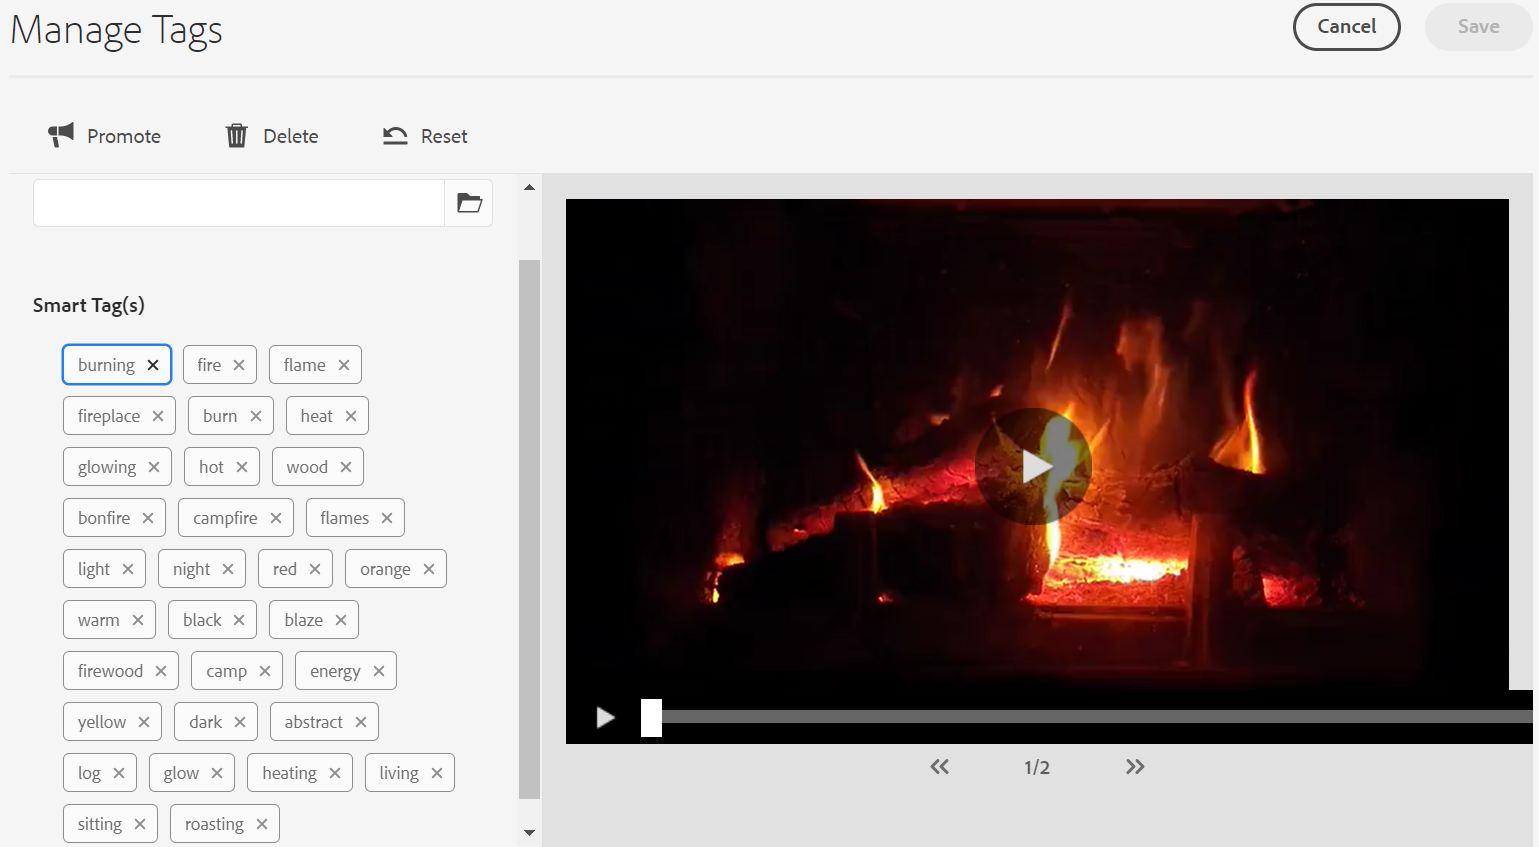 Manage Tags
Cancel
Save
Promote
Delete
Reset
Smart Tag(s)
burning fire flame
fireplace burn heat
glowing hot wood
bonfire campfire flames
light night red orange
warm black blaze
firewood camp energy
yellow dark abstract
log glow heating living
sitting roasting
1/2